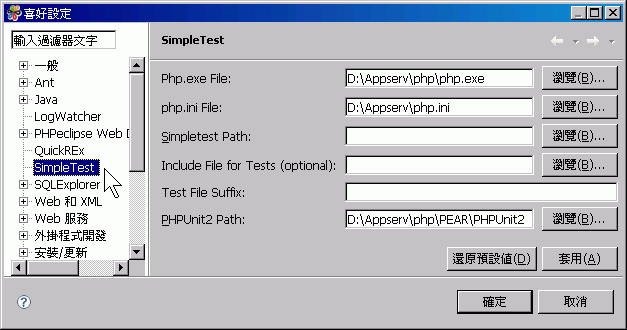 喜好設定
輸入過濾器文字
一般
Ant
Java
LogWatcher
PHPeclipse Web D
QuickREx
SimpleTest
SQLExplorer
Web 和 XML
Web 服務
外掛程式開發
安裝/更新
SimpleTest
Php.exe File: D:\Appserv\php\php.exe 瀏覽(B)...
php.ini File: D:\Appserv\php.ini 瀏覽(B)...
Simpletest Path: 瀏覽(B)...
Include File for Tests (optional): 瀏覽(B)...
Test File Suffix:
PHPUnit2 Path: D:\Appserv\php\PEAR\PHPUnit2 瀏覽(B)...
還原預設值(D) 套用(A)
? 確定 取消